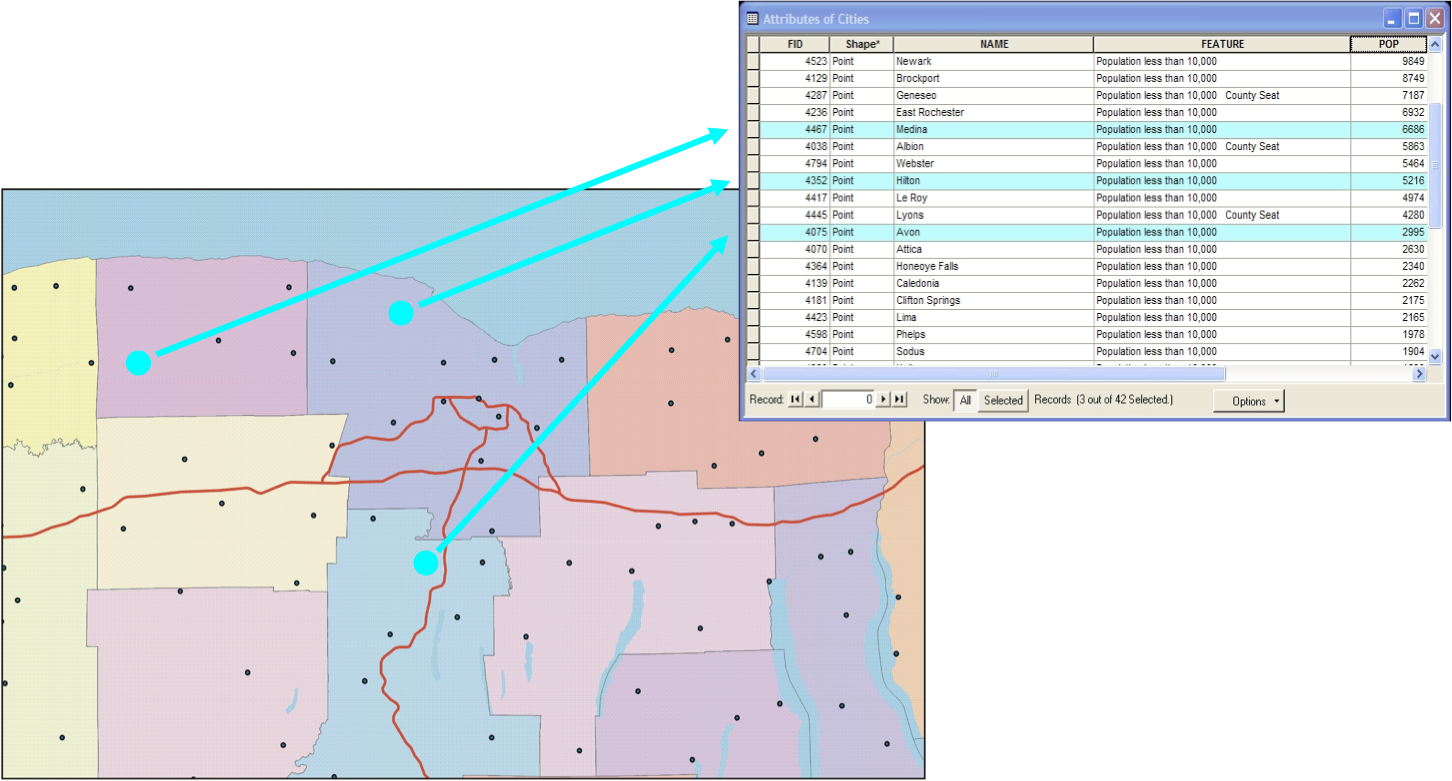 Attributes of Cities
FID Shape* NAME FEATURE POP
4523 Point Newark Population less than 10,000 9849
4129 Point Brockport Population less than 10,000 8749
4287 Point Geneseo Population less than 10,000 County Seat 7187
4236 Point East Rochester Population less than 10,000 6932
4467 Point Medina Population less than 10,000 6686
4038 Point Albion Population less than 10,000 County Seat 5863
4794 Point Webster Population less than 10,000 5464
4352 Point Hilton Population less than 10,000 5216
4417 Point Le Roy Population less than 10,000 4974
4445 Point Lyons Population less than 10,000 County Seat 4280
4075 Point Avon Population less than 10,000 2995
4070 Point Attica Population less than 10,000 2630
4364 Point Honeoye Falls Population less than 10,000 2340
4139 Point Caledonia Population less than 10,000 2262
4181 Point Clifton Springs Population less than 10,000 2175
4423 Point Lima Population less than 10,000 2165
4598 Point Phelps Population less than 10,000 1978
4704 Point Sodus Population less than 10,000 1904
Record: 0 Show: All Selected Records (3 out of 42 Selected.) Options